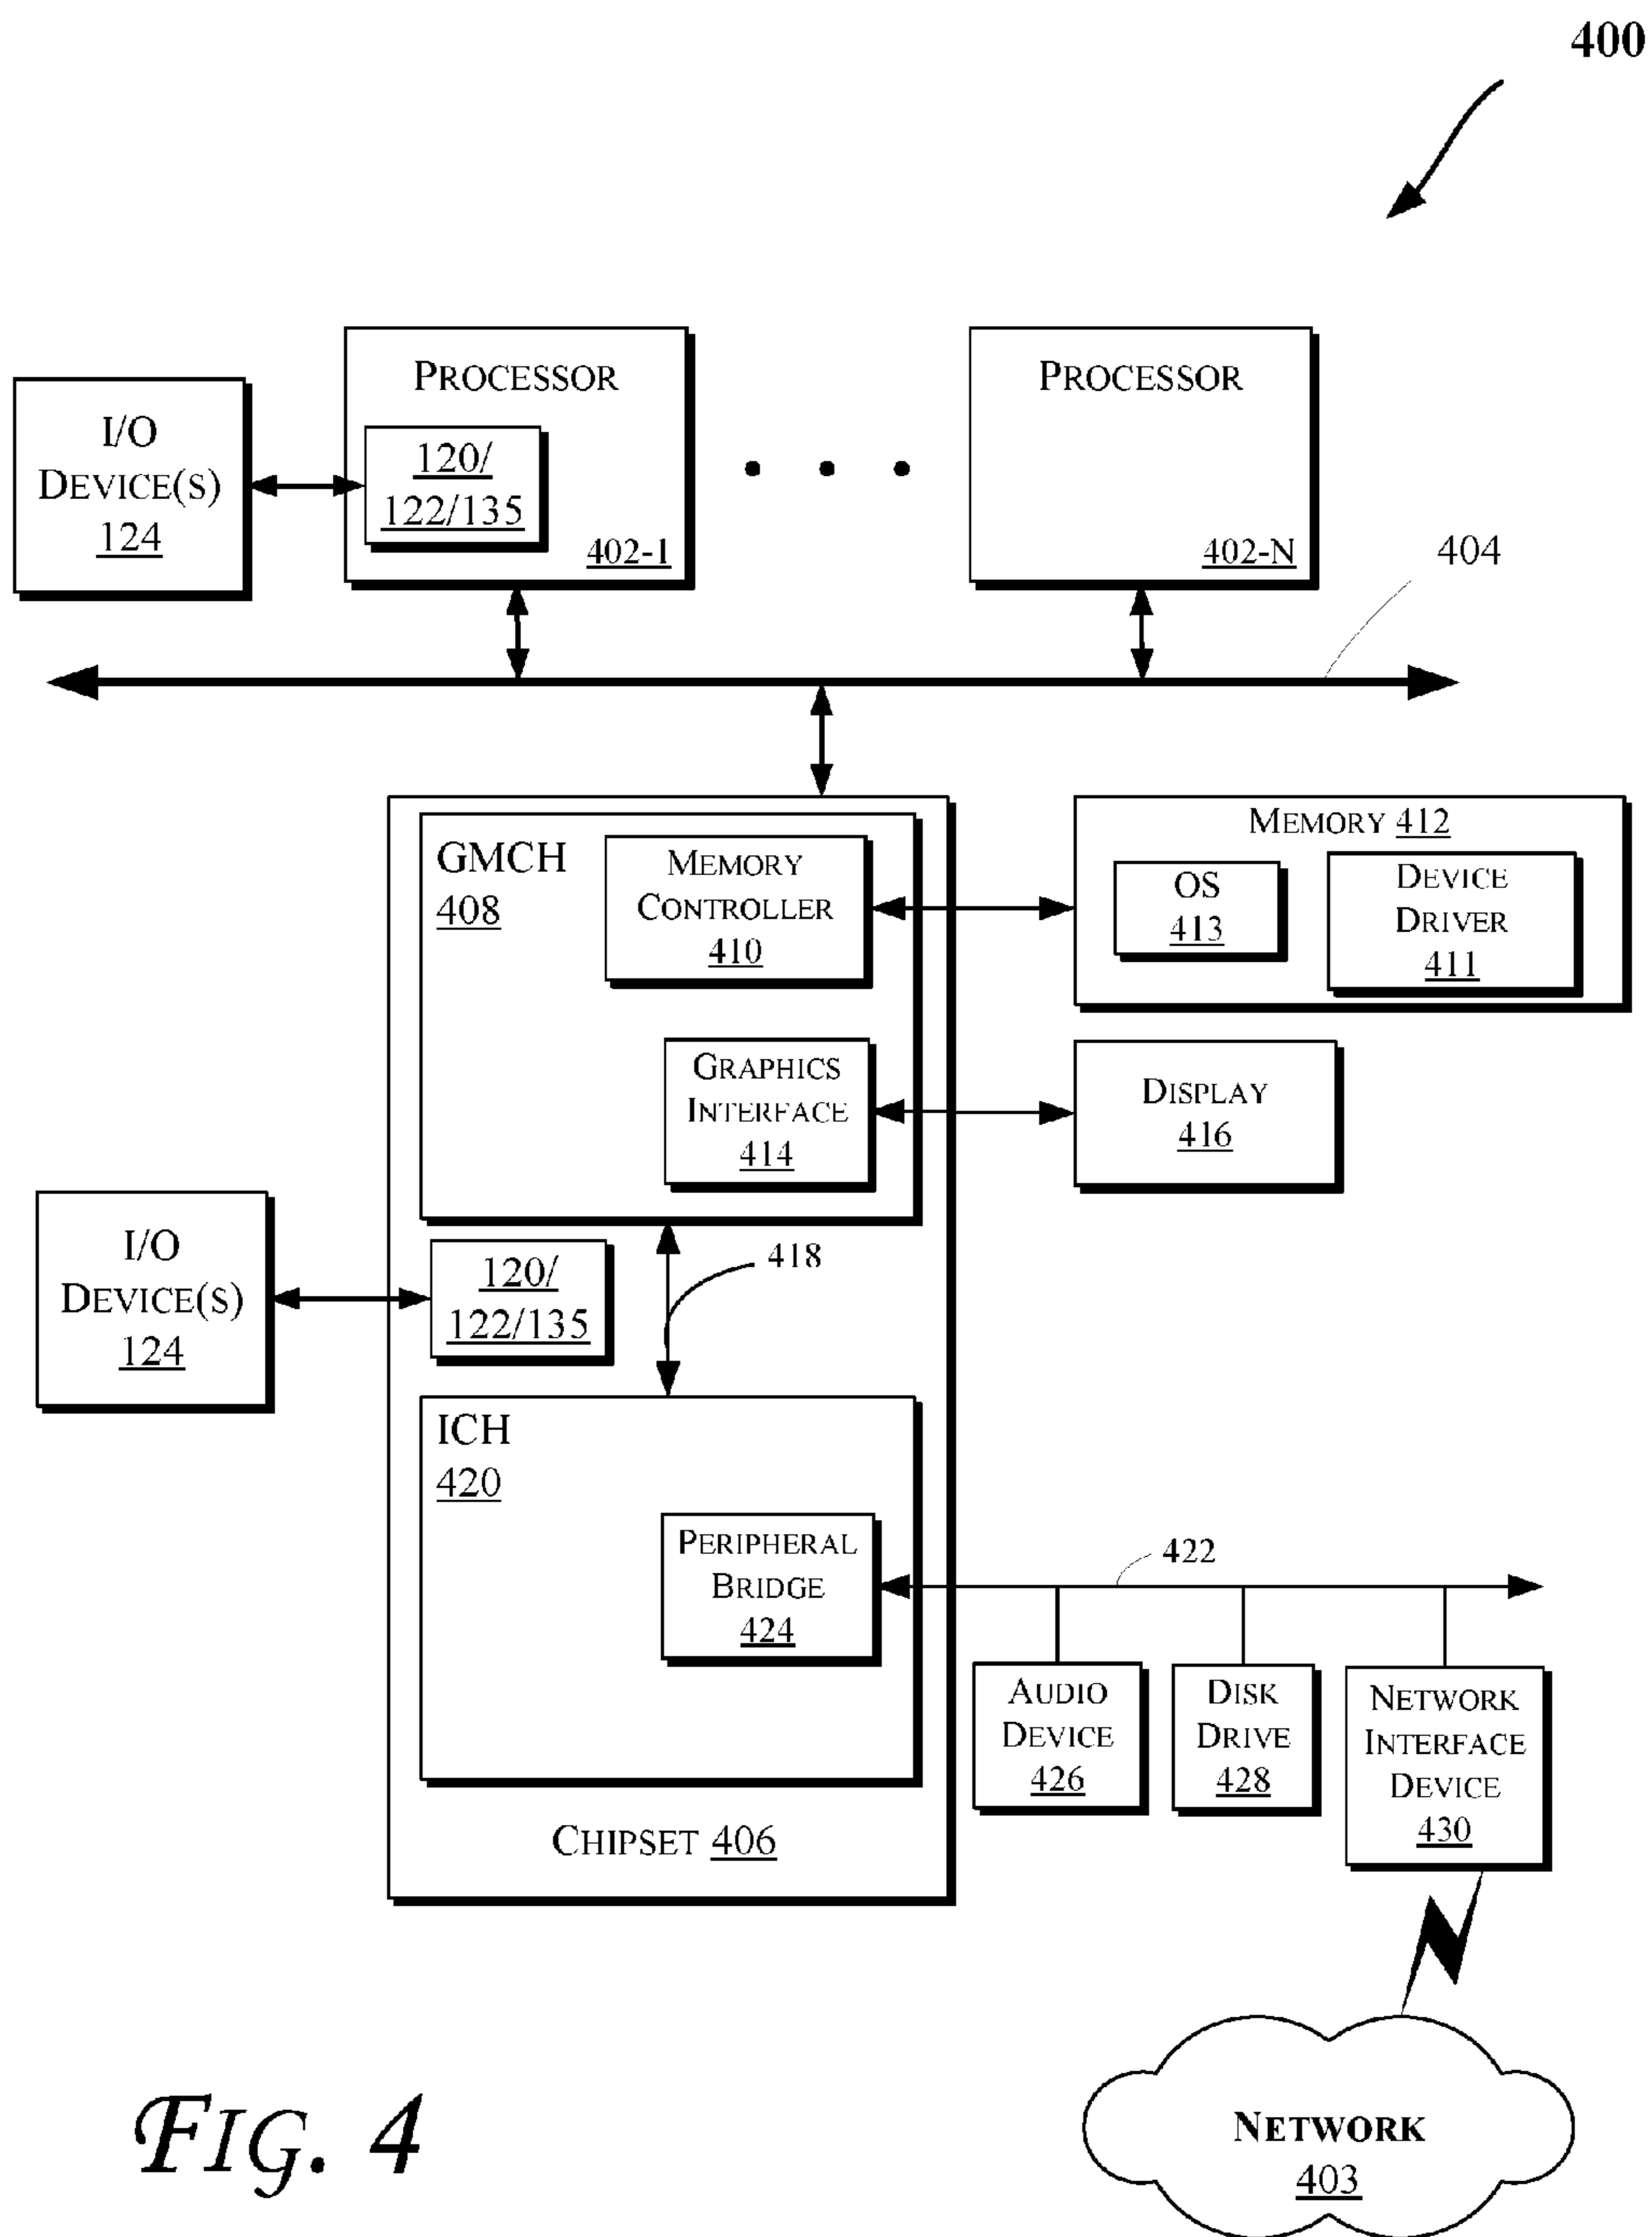 400
PROCESSOR
PROCESSOR
I/O
DEVICE(S)
124
120/
122/135
402-1
402-N
404
GMCH
408
MEMORY
CONTROLLER
410
MEMORY 412
OS
413
DEVICE
DRIVER
411
GRAPHICS
INTERFACE
414
DISPLAY
416
I/O
DEVICE(S)
124
120/
122/135
418
ICH
420
PERIPHERAL
BRIDGE
424
422
AUDIO
DEVICE
426
DISK
DRIVE
428
NETWORK
INTERFACE
DEVICE
430
CHIPSET 406
NETWORK
403
FIG. 4